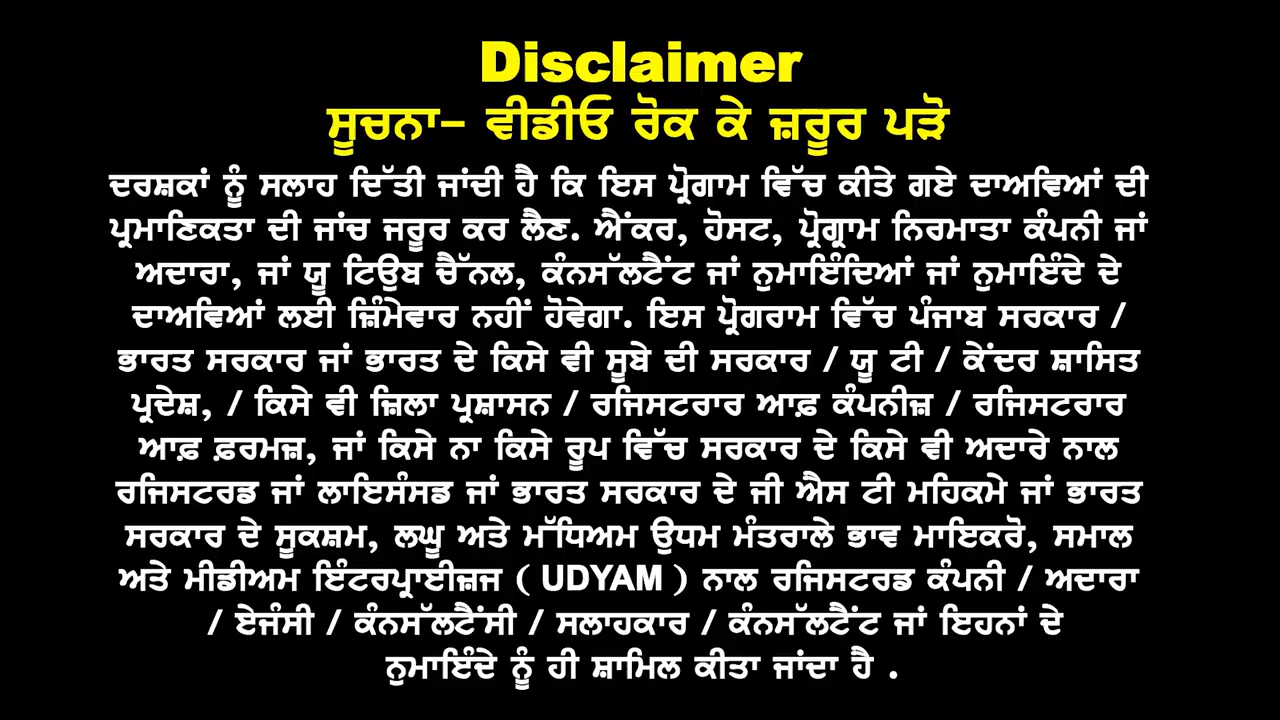 Disclaimer
ਸੂਚਨਾ- ਵੀਡੀਓ ਰੋਕ ਕੇ ਜ਼ਰੂਰ ਪੜੋ
ਦਰਸ਼ਕਾਂ ਨੂੰ ਸਲਾਹ ਦਿੱਤੀ ਜਾਂਦੀ ਹੈ ਕਿ ਇਸ ਪ੍ਰੋਗਾਮ ਵਿੱਚ ਕੀਤੇ ਗਏ ਦਾਅਵਿਆਂ ਦੀ
ਪ੍ਰਮਾਣਿਕਤਾ ਦੀ ਜਾਂਚ ਜਰੂਰ ਕਰ ਲੈਣ. ਐਂਕਰ, ਹੋਸਟ, ਪ੍ਰੋਗ੍ਰਾਮ ਨਿਰਮਾਤਾ ਕੰਪਨੀ ਜਾਂ
ਅਦਾਰਾ, ਜਾਂ ਯੂ ਟਿਊਬ ਚੈੱਨਲ, ਕੰਨਸੱਲਟੈਂਟ ਜਾਂ ਨੁਮਾਇੰਦਿਆਂ ਜਾਂ ਨੁਮਾਇੰਦੇ ਦੇ
ਦਾਅਵਿਆਂ ਲਈ ਜ਼ਿੰਮੇਵਾਰ ਨਹੀਂ ਹੋਵੇਗਾ. ਇਸ ਪ੍ਰੋਗਰਾਮ ਵਿੱਚ ਪੰਜਾਬ ਸਰਕਾਰ /
ਭਾਰਤ ਸਰਕਾਰ ਜਾਂ ਭਾਰਤ ਦੇ ਕਿਸੇ ਵੀ ਸੂਬੇ ਦੀ ਸਰਕਾਰ / ਯੂ ਟੀ / ਕੇਂਦਰ ਸ਼ਾਸਿਤ
ਪ੍ਰਦੇਸ਼, / ਕਿਸੇ ਵੀ ਜ਼ਿਲਾ ਪ੍ਰਸ਼ਾਸਨ / ਰਜਿਸਟਰਾਰ ਆਫ਼ ਕੰਪਨੀਜ਼ / ਰਜਿਸਟਰਾਰ
ਆਫ਼ ਫ਼ਰਮਜ਼, ਜਾਂ ਕਿਸੇ ਨਾ ਕਿਸੇ ਰੂਪ ਵਿੱਚ ਸਰਕਾਰ ਦੇ ਕਿਸੇ ਵੀ ਅਦਾਰੇ ਨਾਲ
ਰਜਿਸਟਰਡ ਜਾਂ ਲਾਇਸੰਸਡ ਜਾਂ ਭਾਰਤ ਸਰਕਾਰ ਦੇ ਜੀ ਐਸ ਟੀ ਮਹਿਕਮੇ ਜਾਂ ਭਾਰਤ
ਸਰਕਾਰ ਦੇ ਸੂਕਸ਼ਮ, ਲਘੂ ਅਤੇ ਮੱਧਿਅਮ ਉਧਮ ਮੰਤਰਾਲੇ ਭਾਵ ਮਾਇਕਰੋ, ਸਮਾਲ
ਅਤੇ ਮੀਡੀਅਮ ਇੰਟਰਪ੍ਰਾਈਜ਼ਜ ( UDYAM ) ਨਾਲ ਰਜਿਸਟਰਡ ਕੰਪਨੀ / ਅਦਾਰਾ
/ ਏਜੰਸੀ / ਕੰਨਸੱਲਟੈਂਸੀ / ਸਲਾਹਕਾਰ / ਕੰਨਸੱਲਟੈਂਟ ਜਾਂ ਇਹਨਾਂ ਦੇ
ਨੁਮਾਇੰਦੇ ਨੂੰ ਹੀ ਸ਼ਾਮਿਲ ਕੀਤਾ ਜਾਂਦਾ ਹੈ .